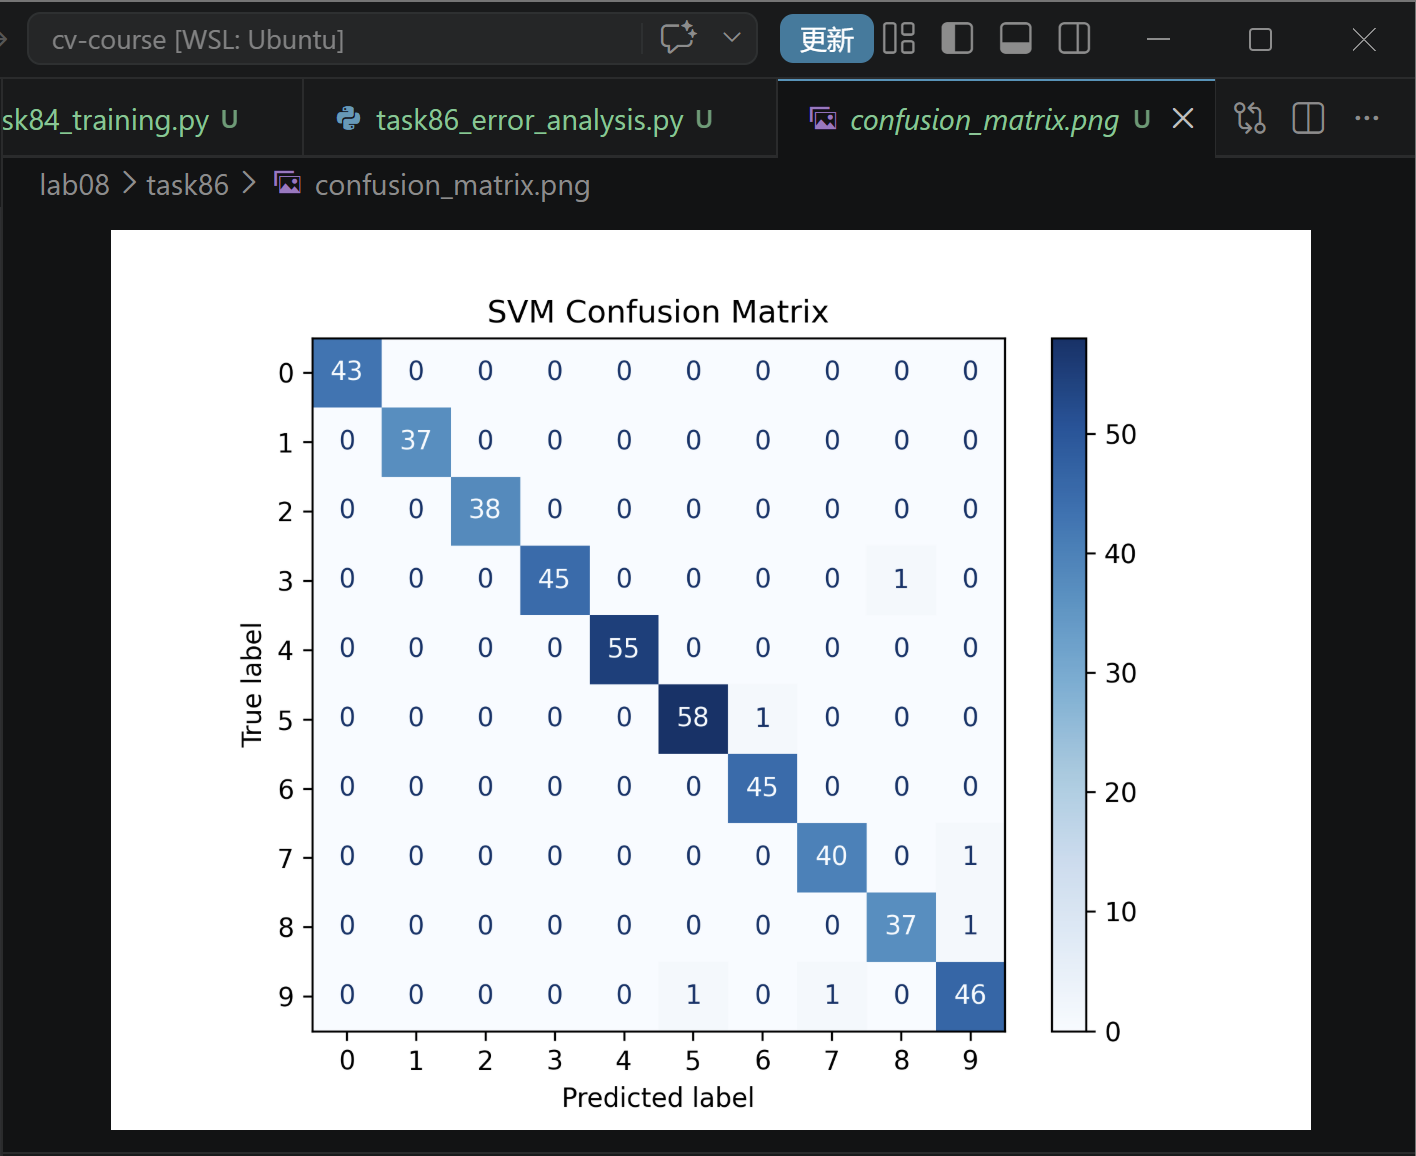 cv-course [WSL: Ubuntu] 更新
sk84_training.py U task86_error_analysis.py U confusion_matrix.png U
lab08 > task86 > confusion_matrix.png
SVM Confusion Matrix
0 43 0 0 0 0 0 0 0 0 0
1 0 37 0 0 0 0 0 0 0 0 50
2 0 0 38 0 0 0 0 0 0 0
3 0 0 0 45 0 0 0 0 1 0 40
4 0 0 0 0 55 0 0 0 0 0 30
True label
5 0 0 0 0 0 58 1 0 0 0
6 0 0 0 0 0 0 45 0 0 0 20
7 0 0 0 0 0 0 0 40 0 1
8 0 0 0 0 0 0 0 0 37 1 10
9 0 0 0 0 0 1 0 1 0 46 0
0 1 2 3 4 5 6 7 8 9
Predicted label